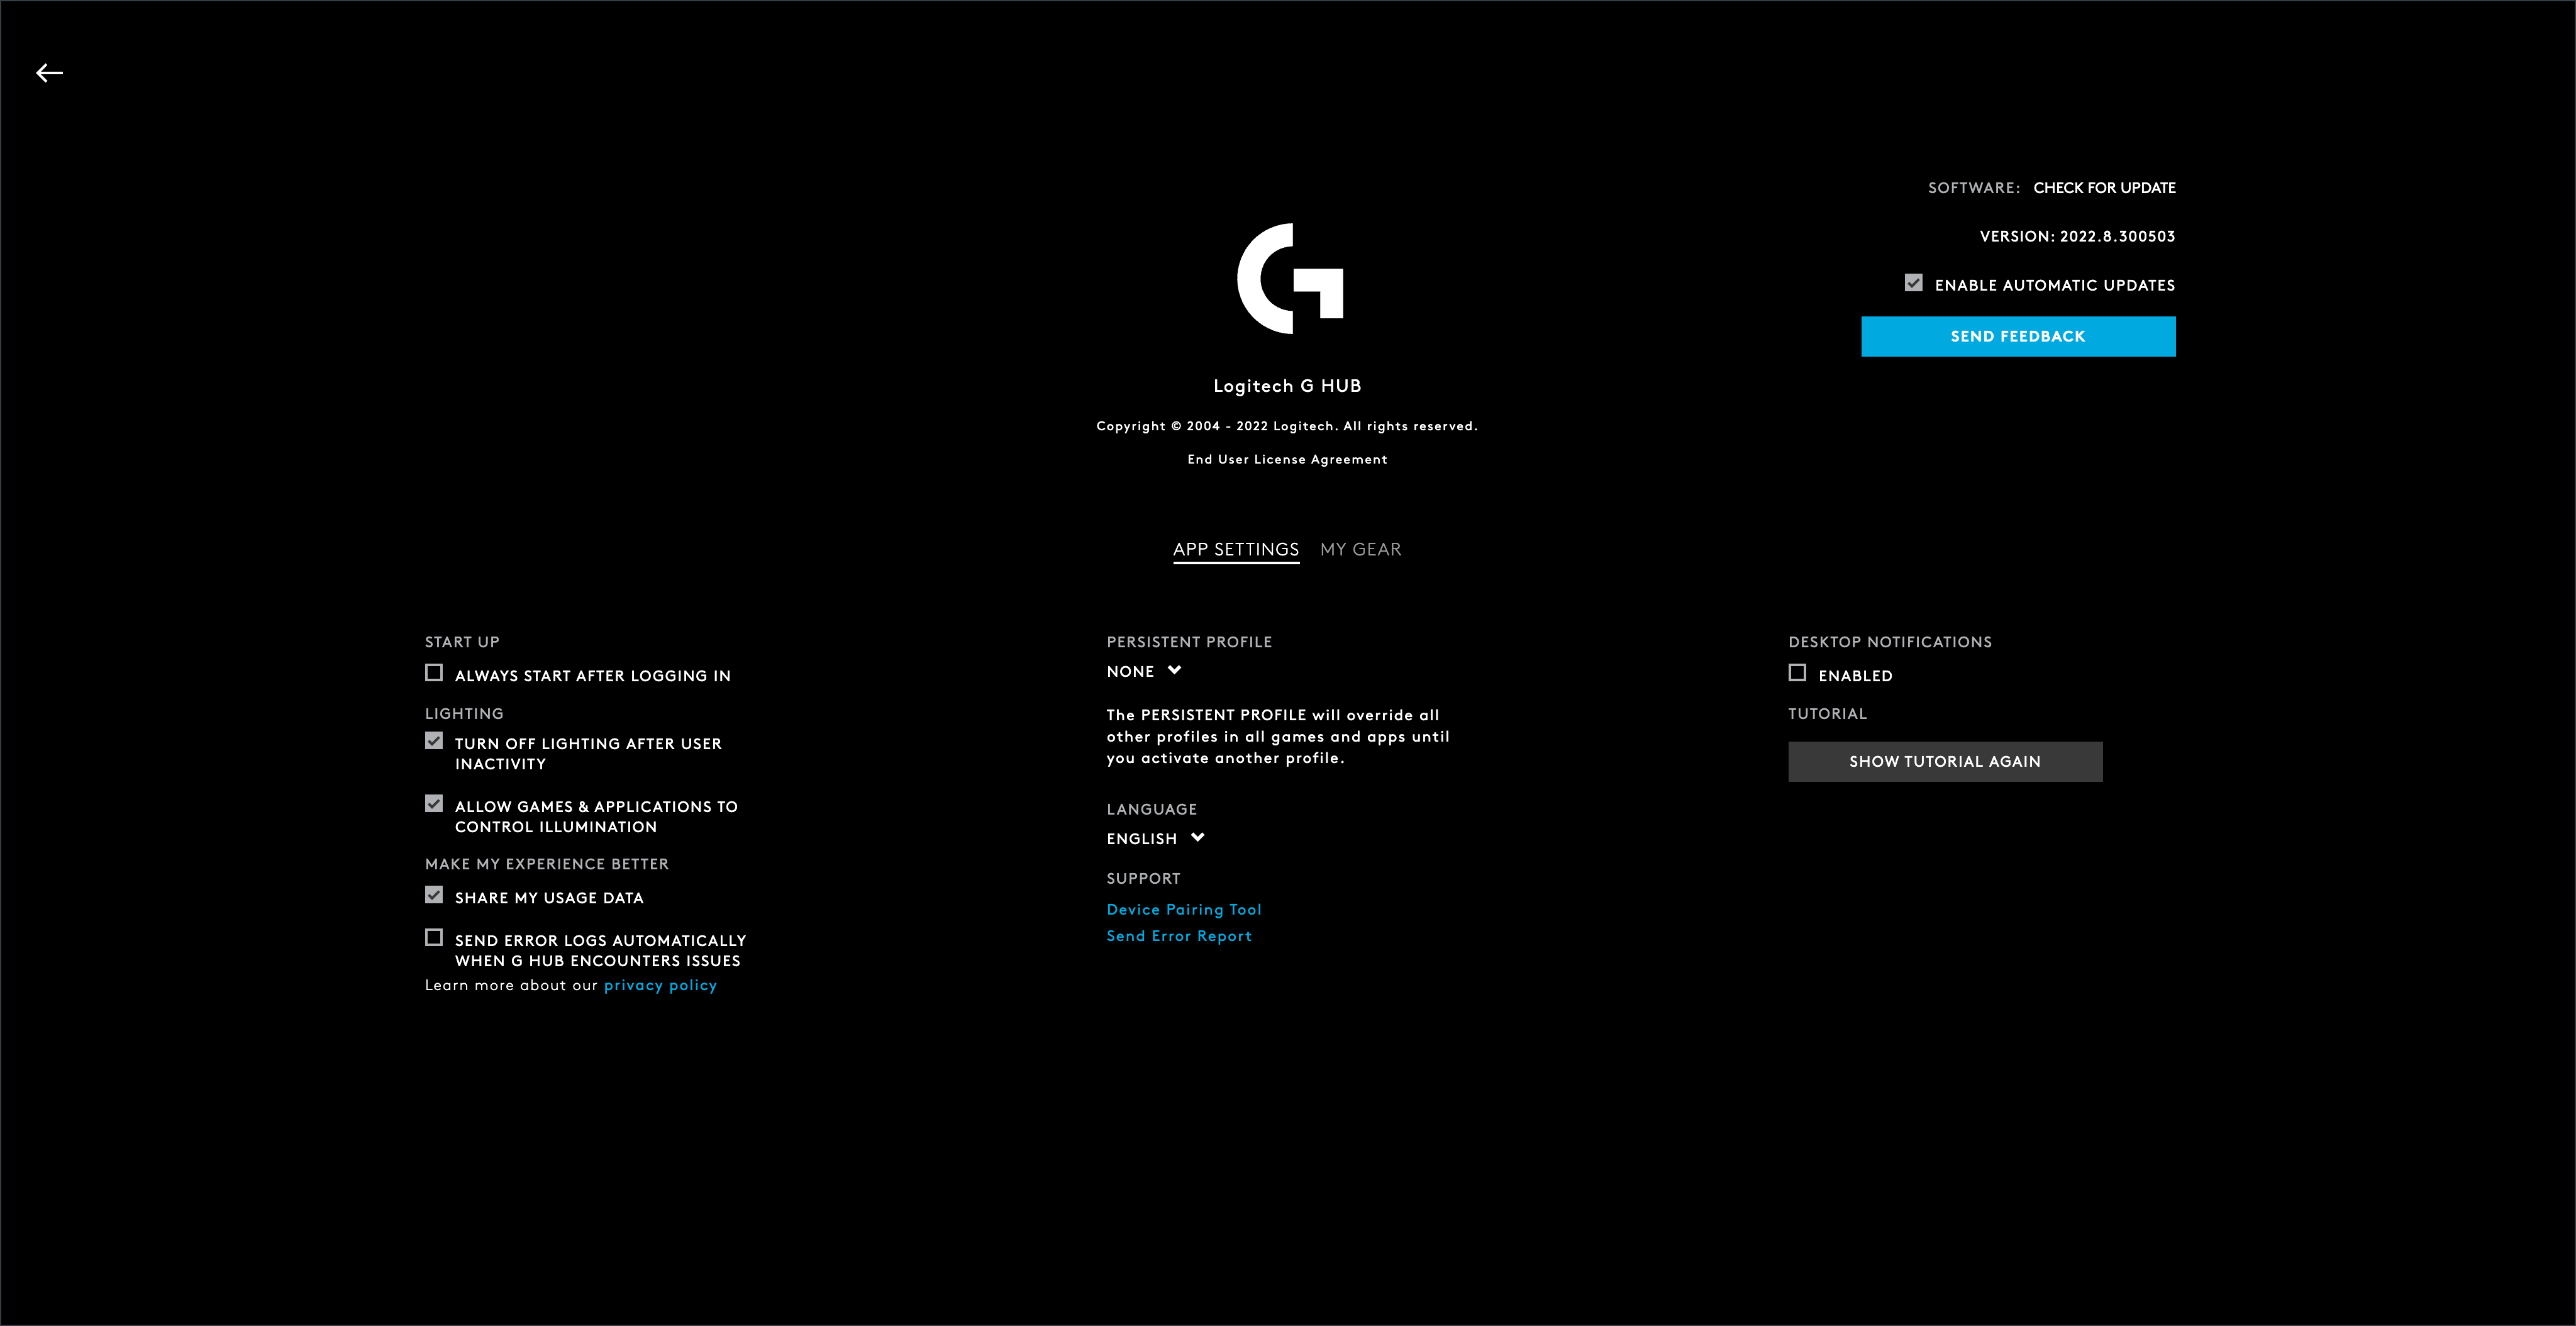 SOFTWARE: CHECK FOR UPDATE
VERSION: 2022.8.300503
ENABLE AUTOMATIC UPDATES
SEND FEEDBACK
Logitech G HUB
Copyright © 2004 - 2022 Logitech. All rights reserved.
End User License Agreement
APP SETTINGS MY GEAR
START UP
ALWAYS START AFTER LOGGING IN
LIGHTING
TURN OFF LIGHTING AFTER USER
INACTIVITY
ALLOW GAMES & APPLICATIONS TO
CONTROL ILLUMINATION
MAKE MY EXPERIENCE BETTER
SHARE MY USAGE DATA
SEND ERROR LOGS AUTOMATICALLY
WHEN G HUB ENCOUNTERS ISSUES
Learn more about our privacy policy
PERSISTENT PROFILE
NONE
The PERSISTENT PROFILE will override all
other profiles in all games and apps until
you activate another profile.
LANGUAGE
ENGLISH
SUPPORT
Device Pairing Tool
Send Error Report
DESKTOP NOTIFICATIONS
ENABLED
TUTORIAL
SHOW TUTORIAL AGAIN